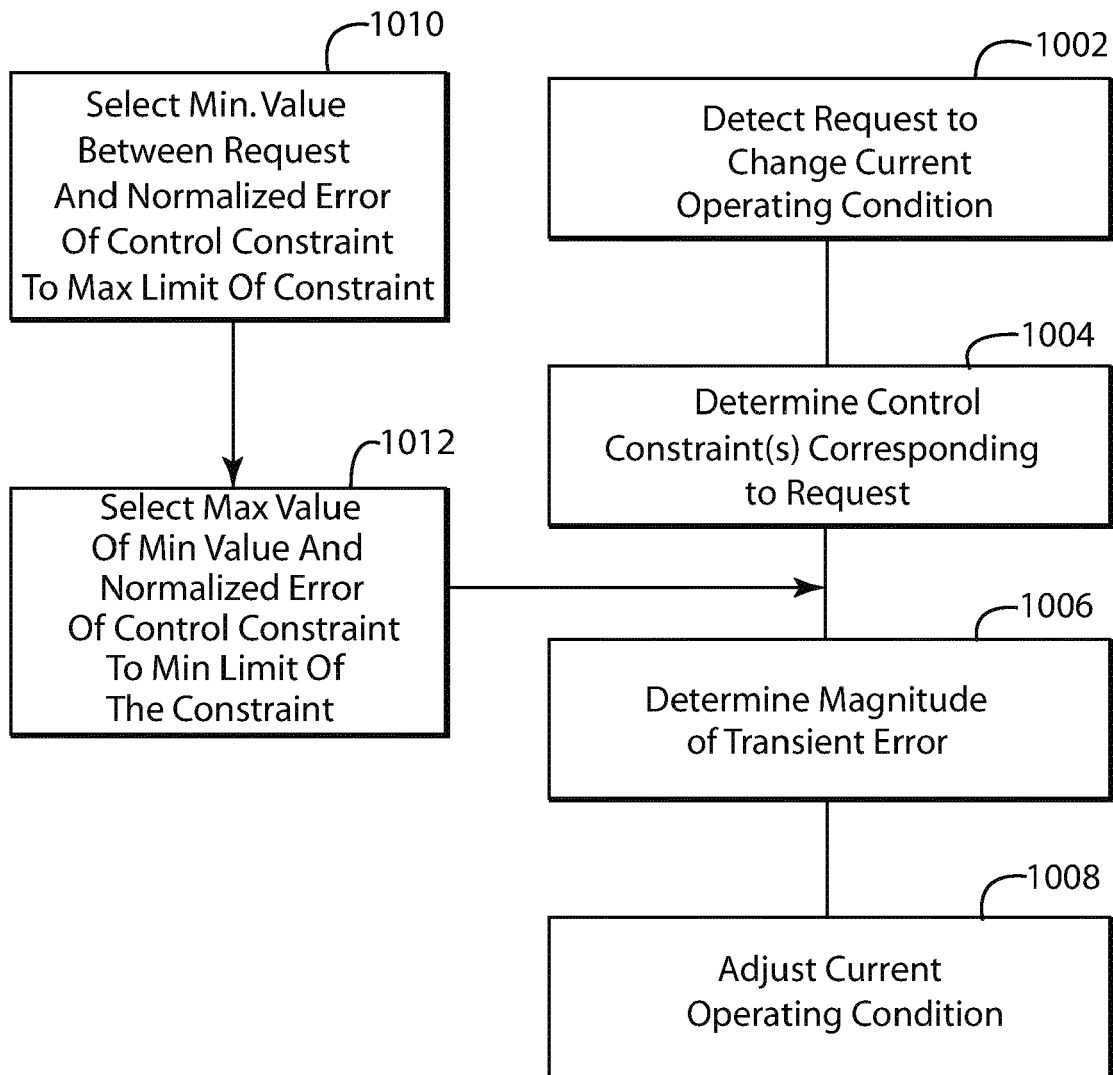 1010
Select Min. Value
Between Request
And Normalized Error
Of Control Constraint
To Max Limit Of Constraint
1012
Select Max Value
Of Min Value And
Normalized Error
Of Control Constraint
To Min Limit Of
The Constraint
1002
Detect Request to
Change Current
Operating Condition
1004
Determine Control
Constraint(s) Corresponding
to Request
1006
Determine Magnitude
of Transient Error
1008
Adjust Current
Operating Condition